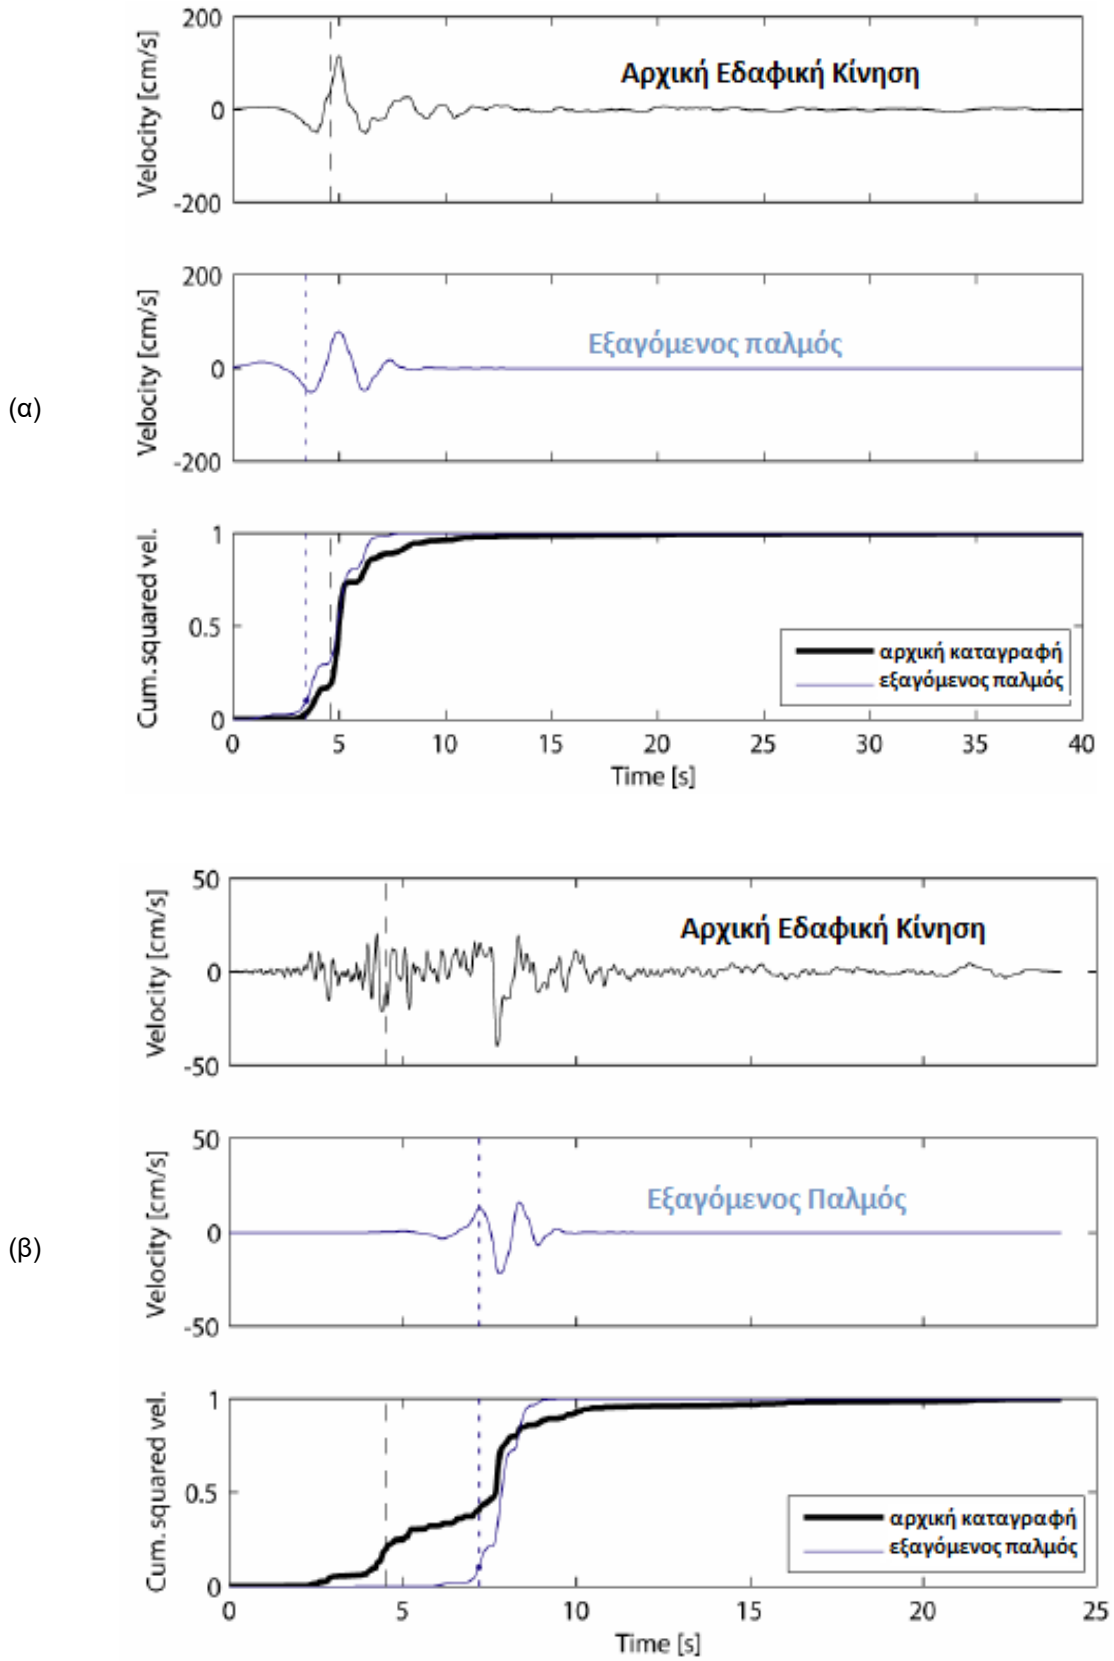 200
0
-200
Velocity [cm/s]
Αρχική Εδαφική Κίνηση
200
0
-200
Velocity [cm/s]
Εξαγόμενος παλμός
(α)
1
0.5
0
Cum. squared vel.
αρχική καταγραφή
εξαγόμενος παλμός
0 5 10 15 20 25 30 35 40
Time [s]
50
0
-50
Velocity [cm/s]
Αρχική Εδαφική Κίνηση
50
0
-50
Velocity [cm/s]
Εξαγόμενος Παλμός
(β)
1
0.5
0
Cum. squared vel.
αρχική καταγραφή
εξαγόμενος παλμός
0 5 10 15 20 25
Time [s]